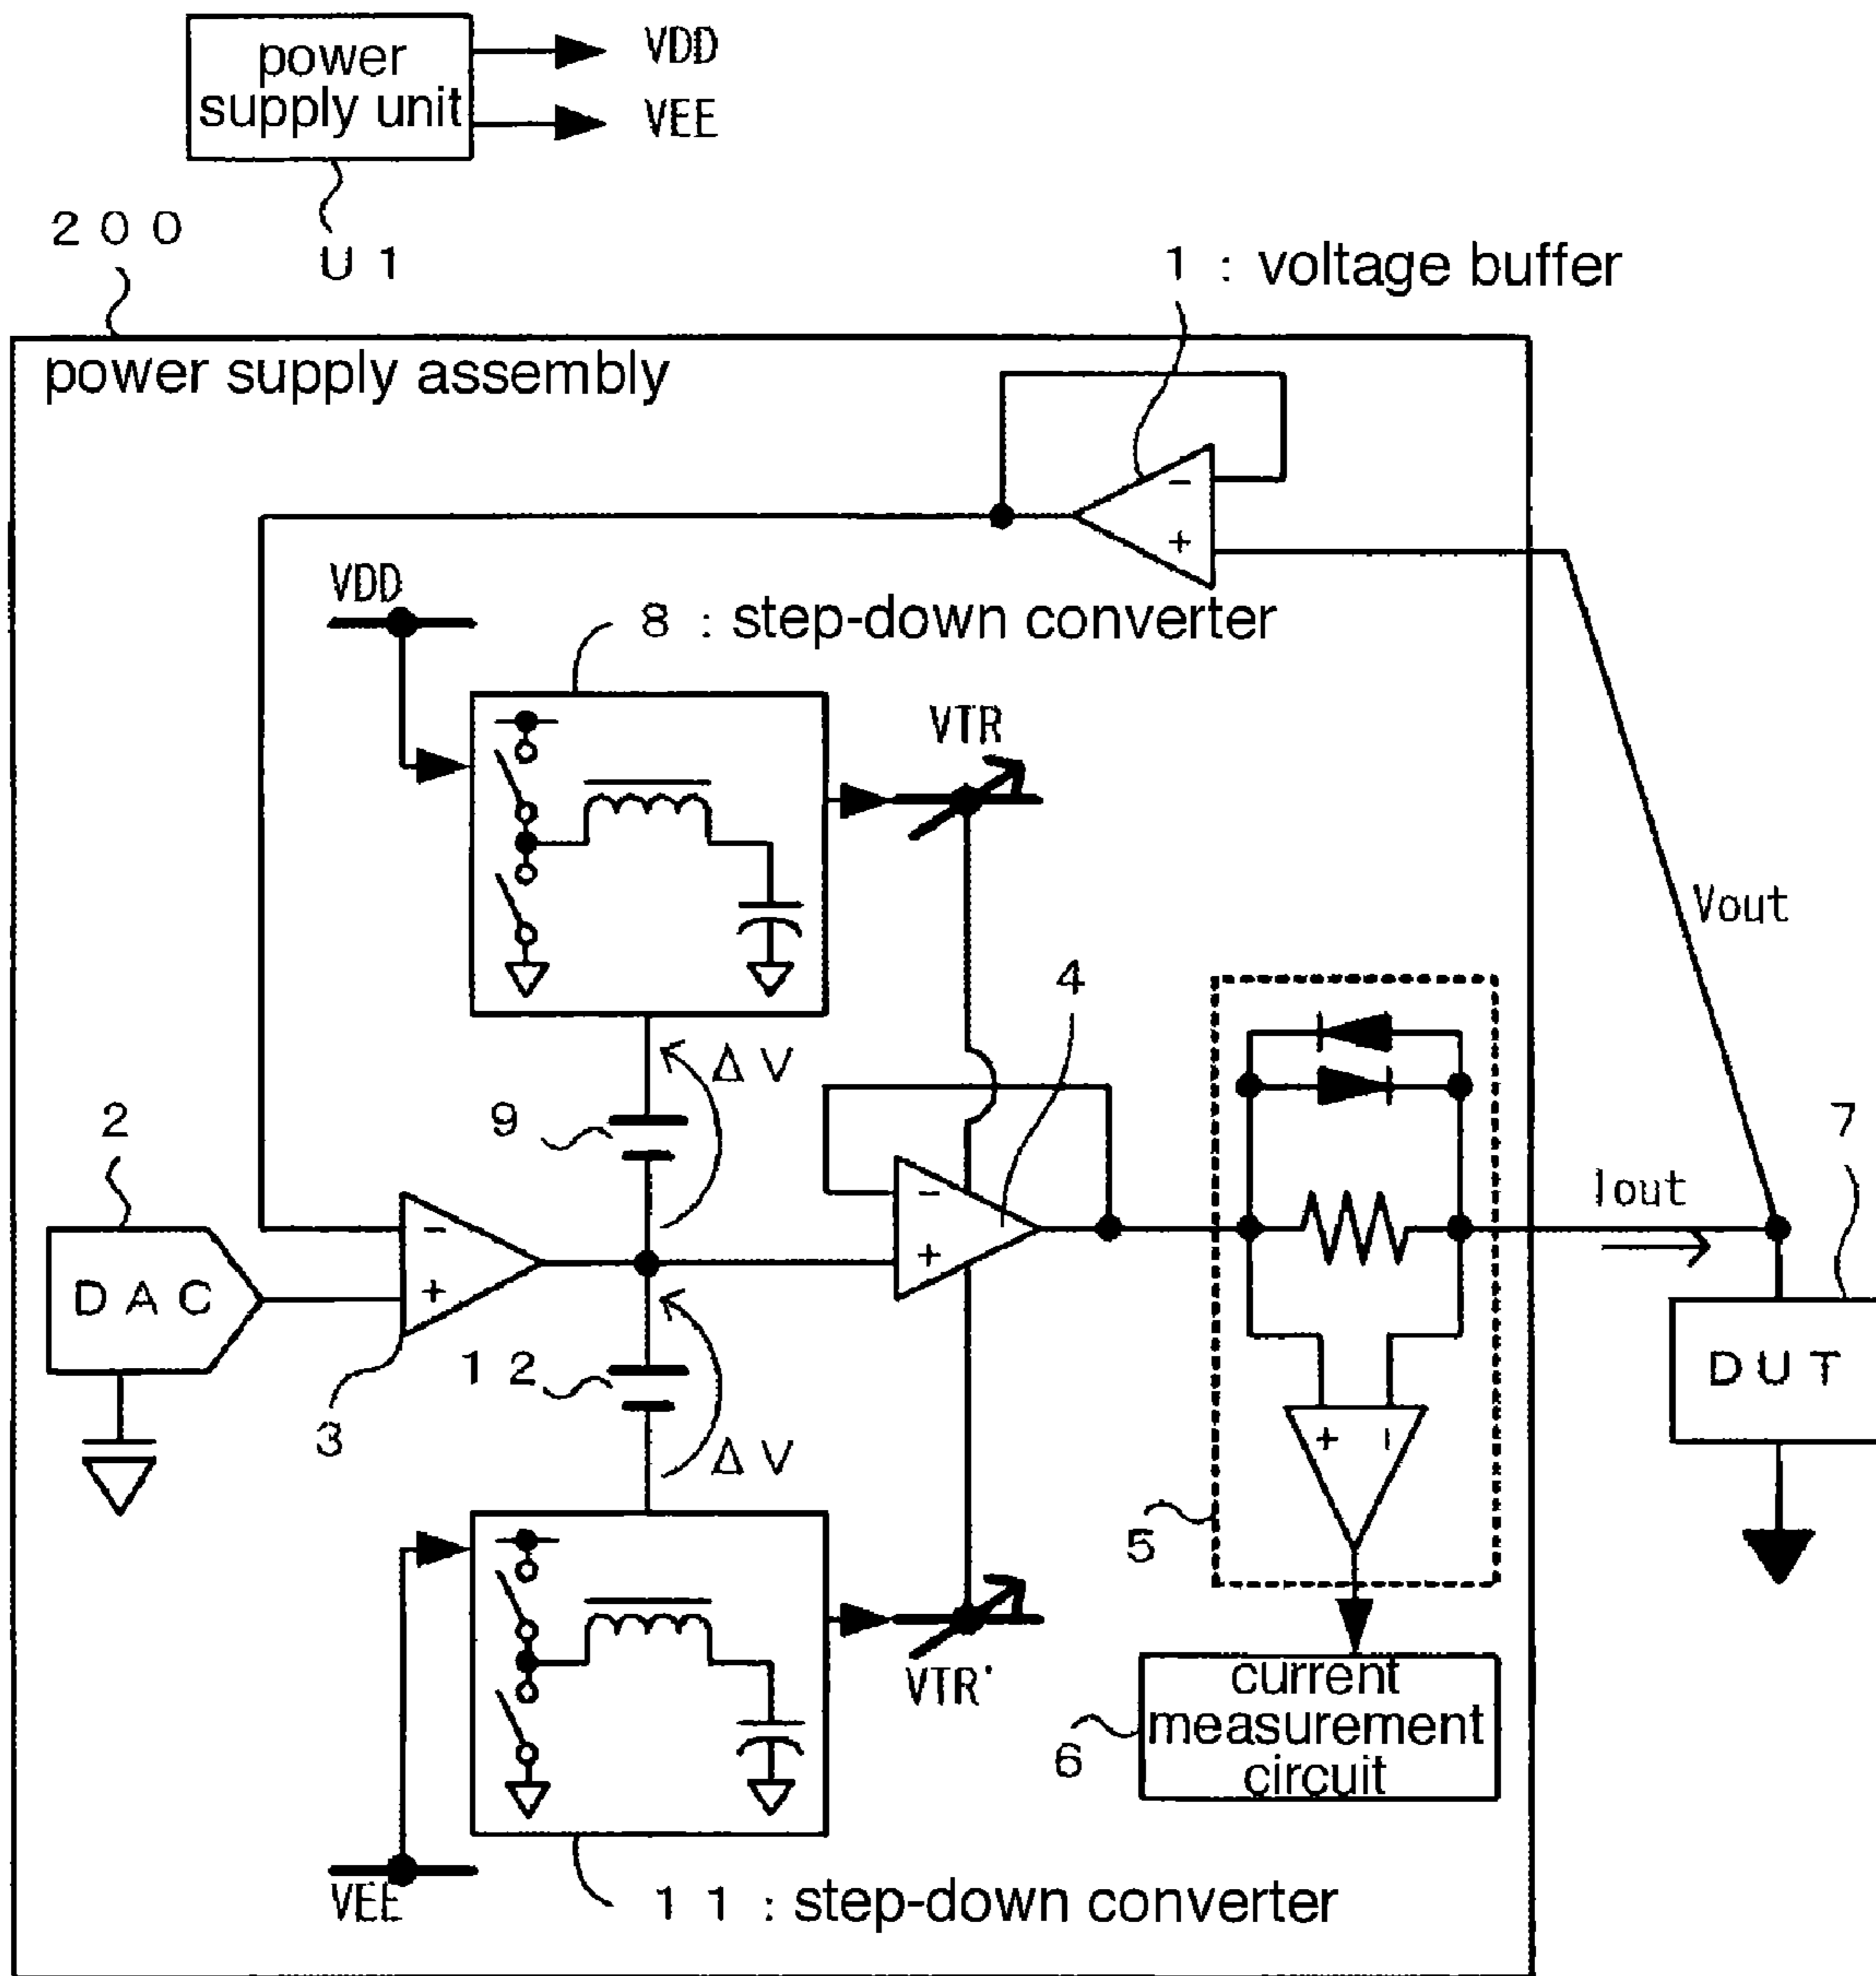 power
supply unit
VDD
VEE
U 1
2 0 0
1 : voltage buffer
power supply assembly
-
+
VDD
8 : step-down converter
VTR
Vout
Δ V
4
9
2
7
-
+
-
+
Iout
D A C
D U T
1 2
3
Δ V
+ -
5
VTR'
current
measurement
circuit
6
VEE
1 1 : step-down converter